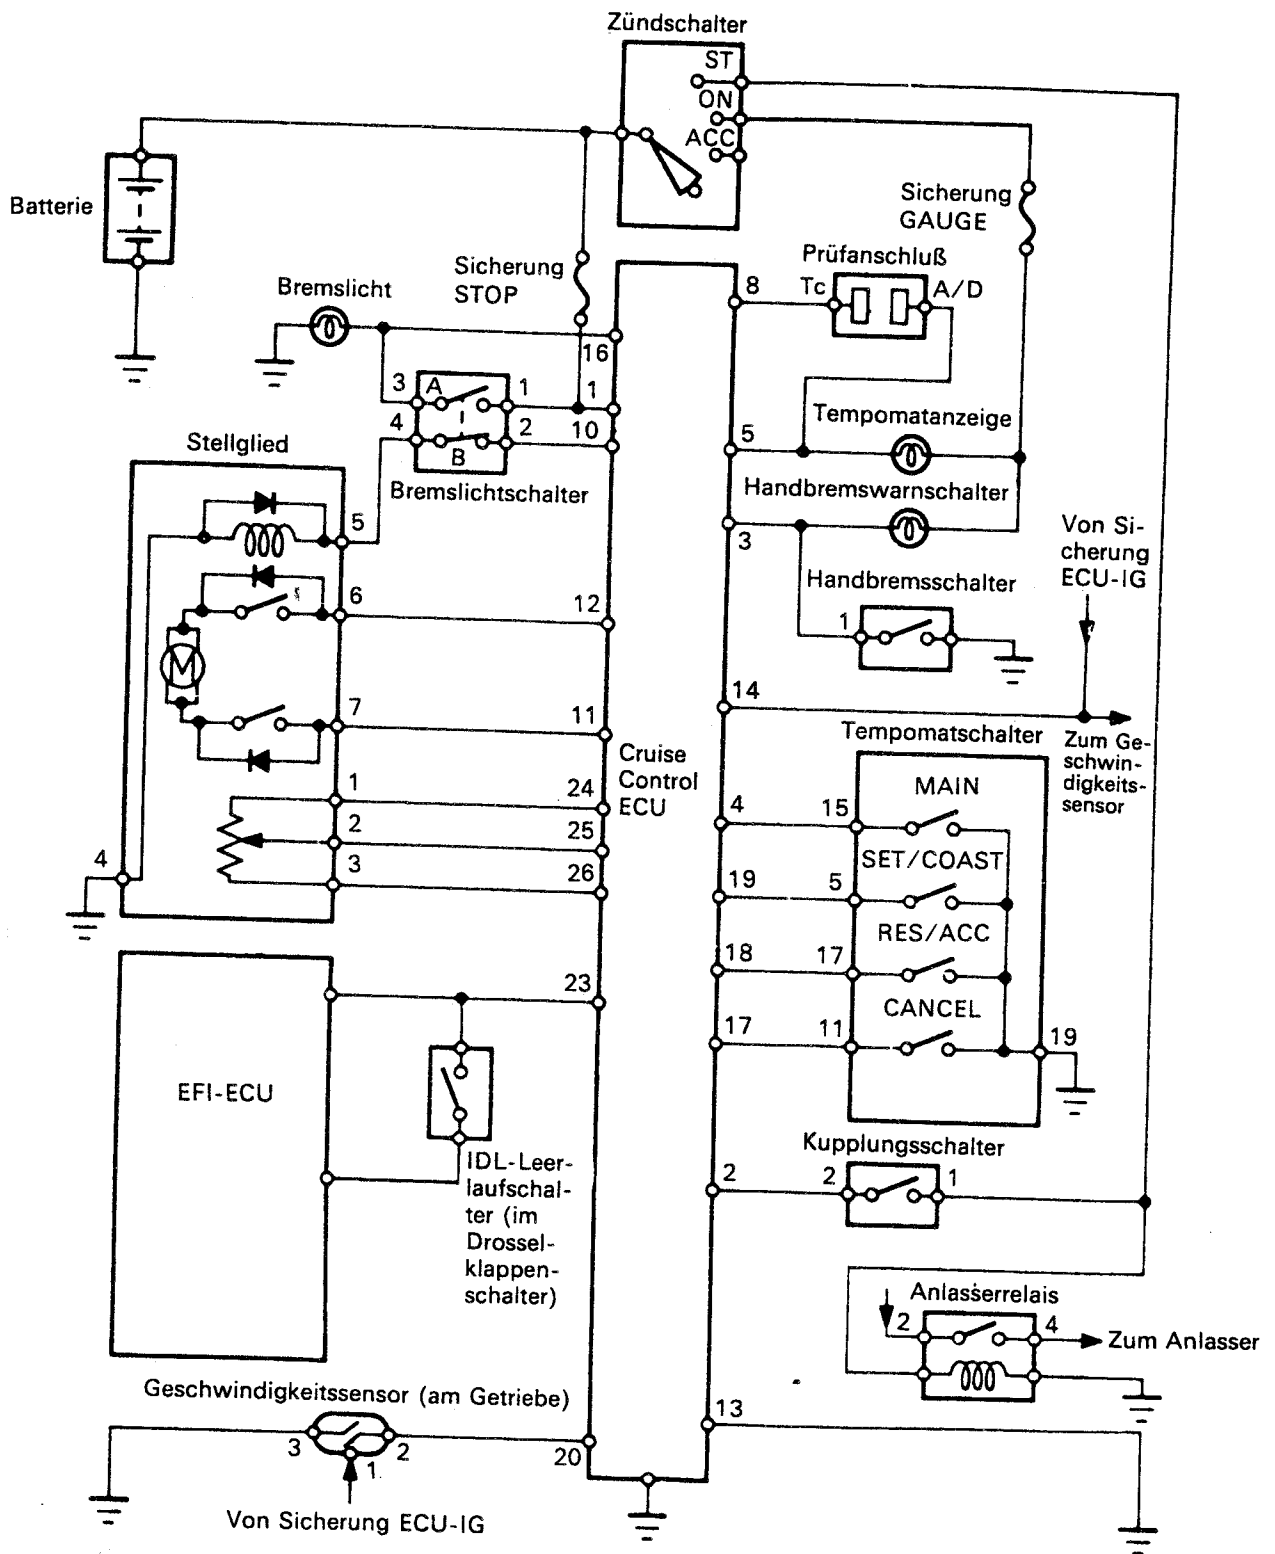 Zündschalter
ST
ON
ACC
Batterie
Sicherung
GAUGE
Sicherung
STOP
Bremslicht
Prüfanschluß
8
Tc
A/D
16
3
A
1
1
4
2
10
B
Bremslichtschalter
Stellglied
5
Tempomatanzeige
5
Handbremswarnschalter
3
Von Si-
cherung
ECU-IG
Handbremsschalter
1
6
12
M
7
11
14
Tempomatschalter
Zum Ge-
schwin-
digkeits-
sensor
Cruise
Control
ECU
1
24
2
25
3
26
4
MAIN
4
15
SET/COAST
19
5
RES/ACC
18
17
CANCEL
17
11
19
23
EFI-ECU
IDL-Leer-
laufschal-
ter (im
Drossel-
klappen-
schalter)
Kupplungsschalter
2
2
1
Anlasserrelais
2
4
Zum Anlasser
Geschwindigkeitssensor (am Getriebe)
3
2
1
20
13
Von Sicherung ECU-IG